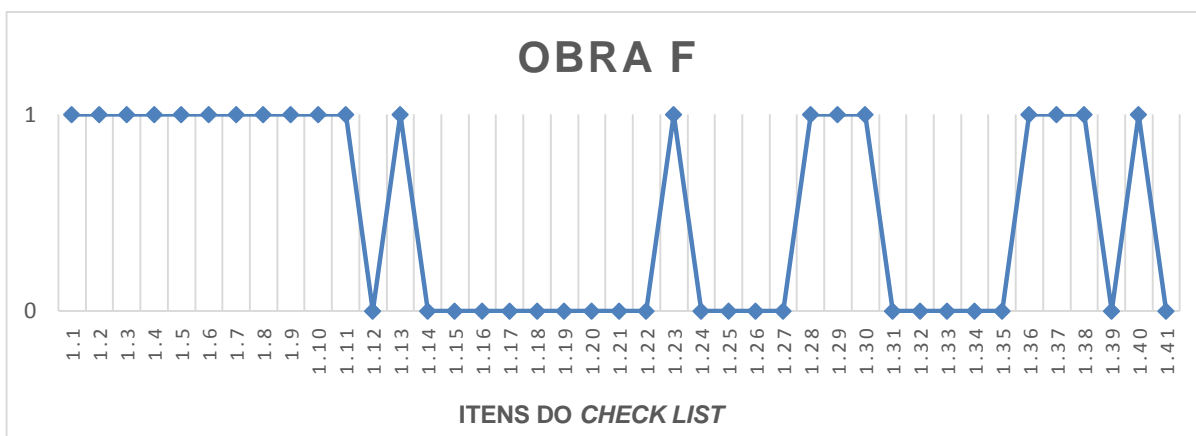 OBRA F
1
0
1.1 1.2 1.3 1.4 1.5 1.6 1.7 1.8 1.9 1.10 1.11 1.12 1.13 1.14 1.15 1.16 1.17 1.18 1.19 1.20 1.21 1.22 1.23 1.24 1.25 1.26 1.27 1.28 1.29 1.30 1.31 1.32 1.33 1.34 1.35 1.36 1.37 1.38 1.39 1.40 1.41
ITENS DO CHECK LIST